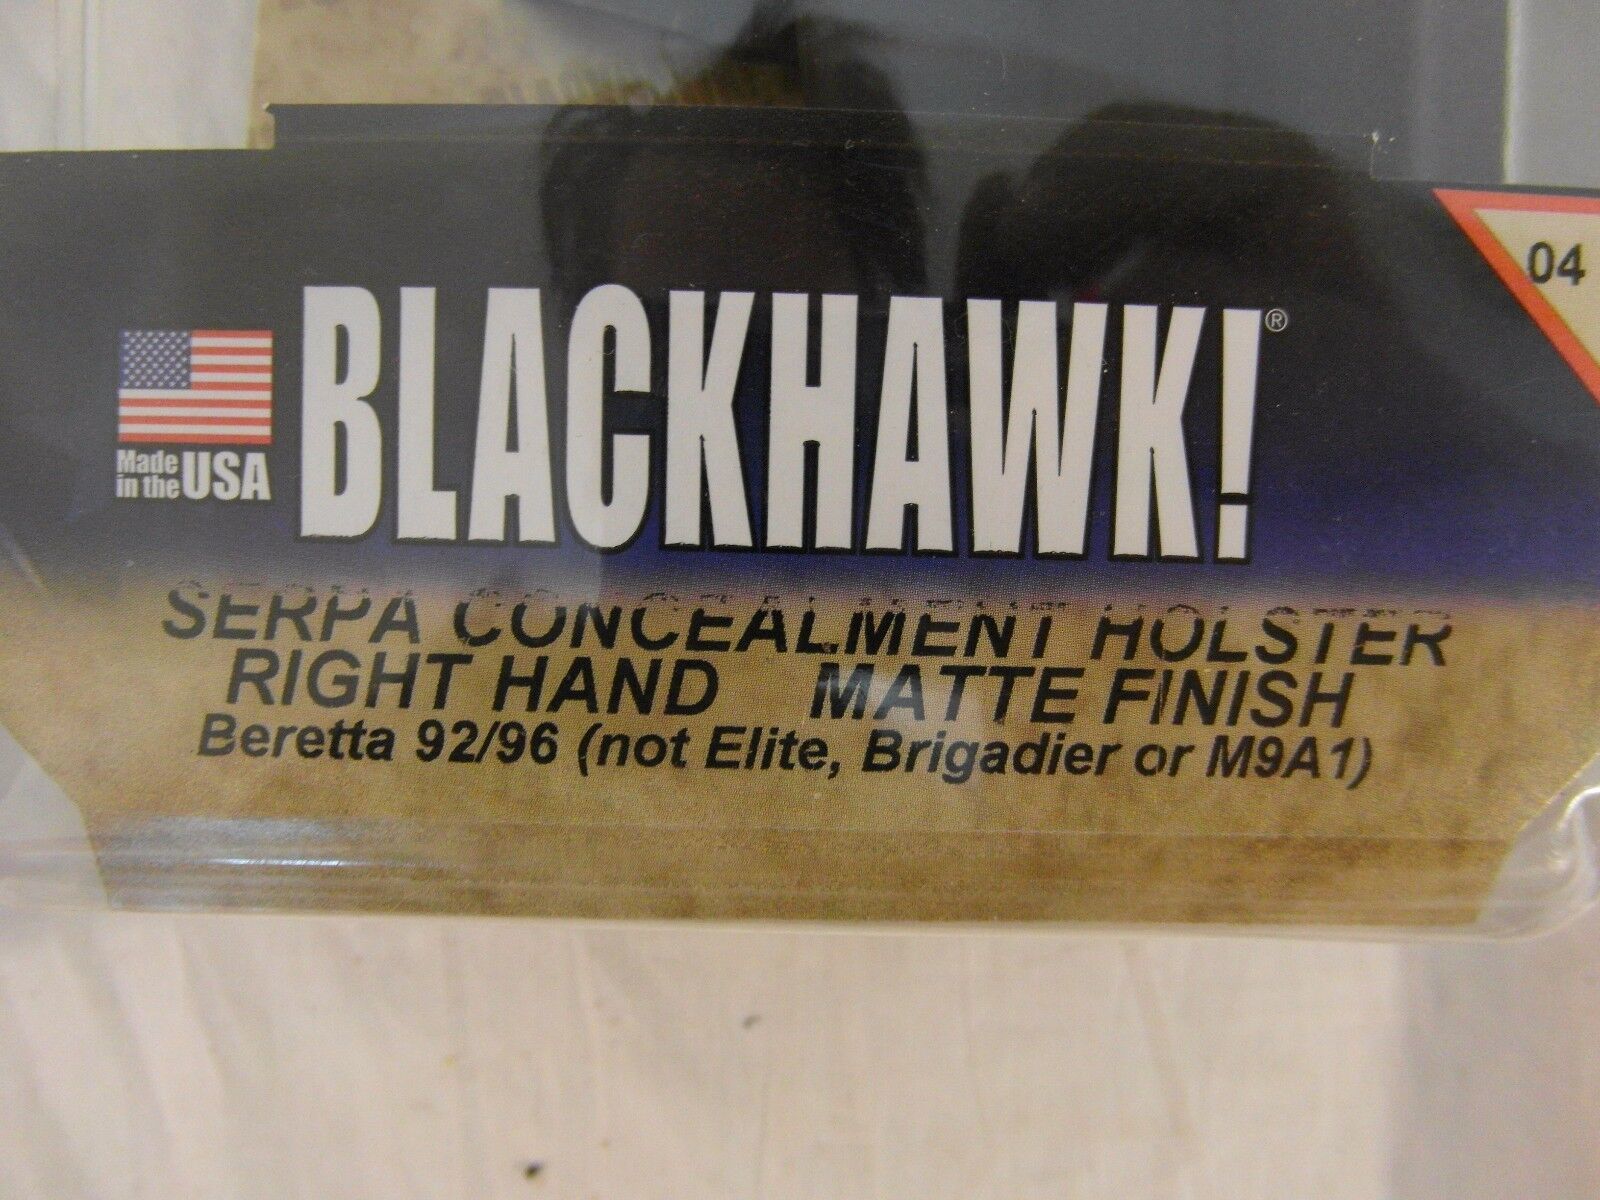 04
BLACKHAWK!®
Made
in the USA
SERPA CONCEALMENT HOLSTER
RIGHT HAND MATTE FINISH
Beretta 92/96 (not Elite, Brigadier or M9A1)